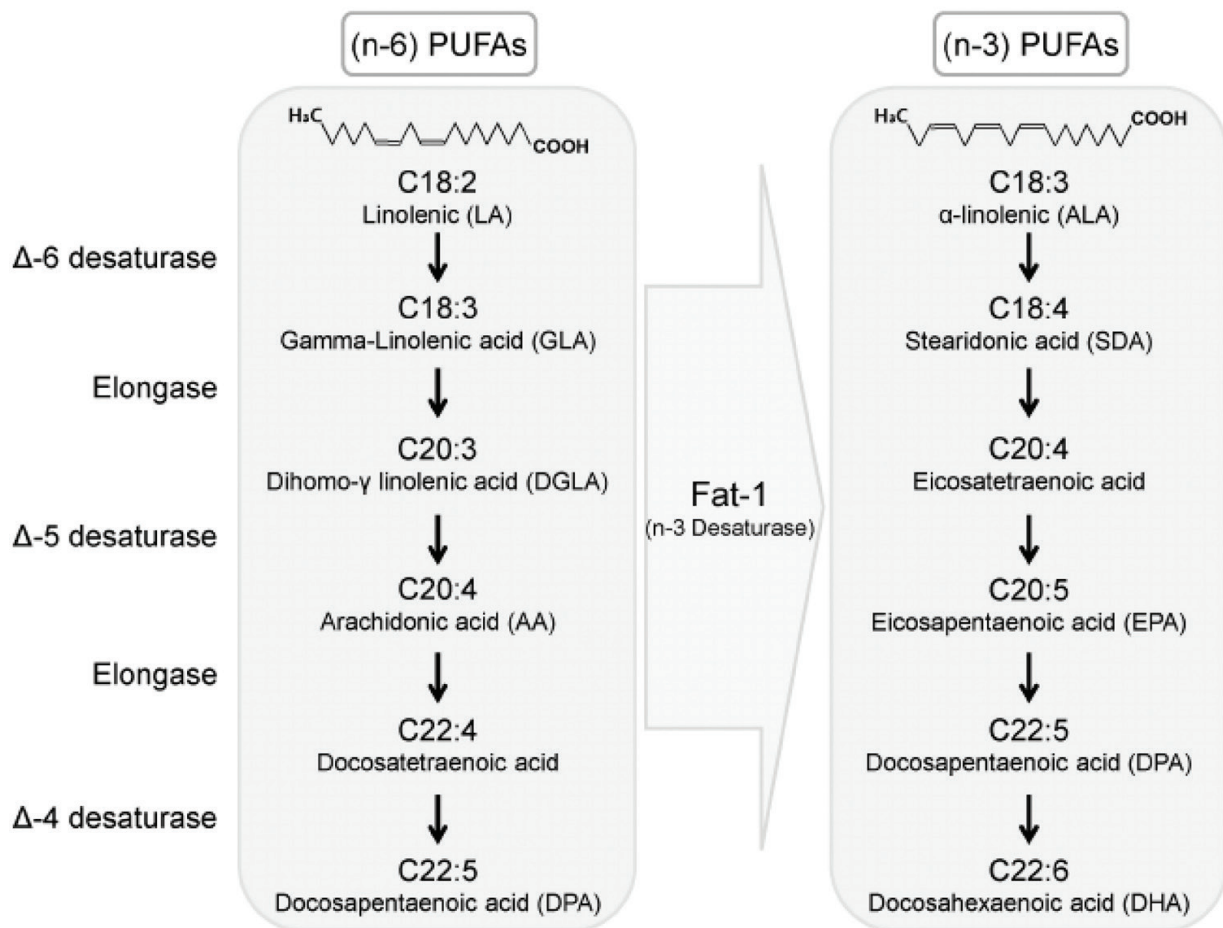 (n-6) PUFAs
(n-3) PUFAs
H₃C
COOH
C18:2
Linolenic (LA)
Δ-6 desaturase
C18:3
Gamma-Linolenic acid (GLA)
Elongase
C20:3
Dihomo-γ linolenic acid (DGLA)
Δ-5 desaturase
C20:4
Arachidonic acid (AA)
Elongase
C22:4
Docosatetraenoic acid
Δ-4 desaturase
C22:5
Docosapentaenoic acid (DPA)
Fat-1
(n-3 Desaturase)
H₃C
COOH
C18:3
α-linolenic (ALA)
C18:4
Stearidonic acid (SDA)
C20:4
Eicosatetraenoic acid
C20:5
Eicosapentaenoic acid (EPA)
C22:5
Docosapentaenoic acid (DPA)
C22:6
Docosahexaenoic acid (DHA)